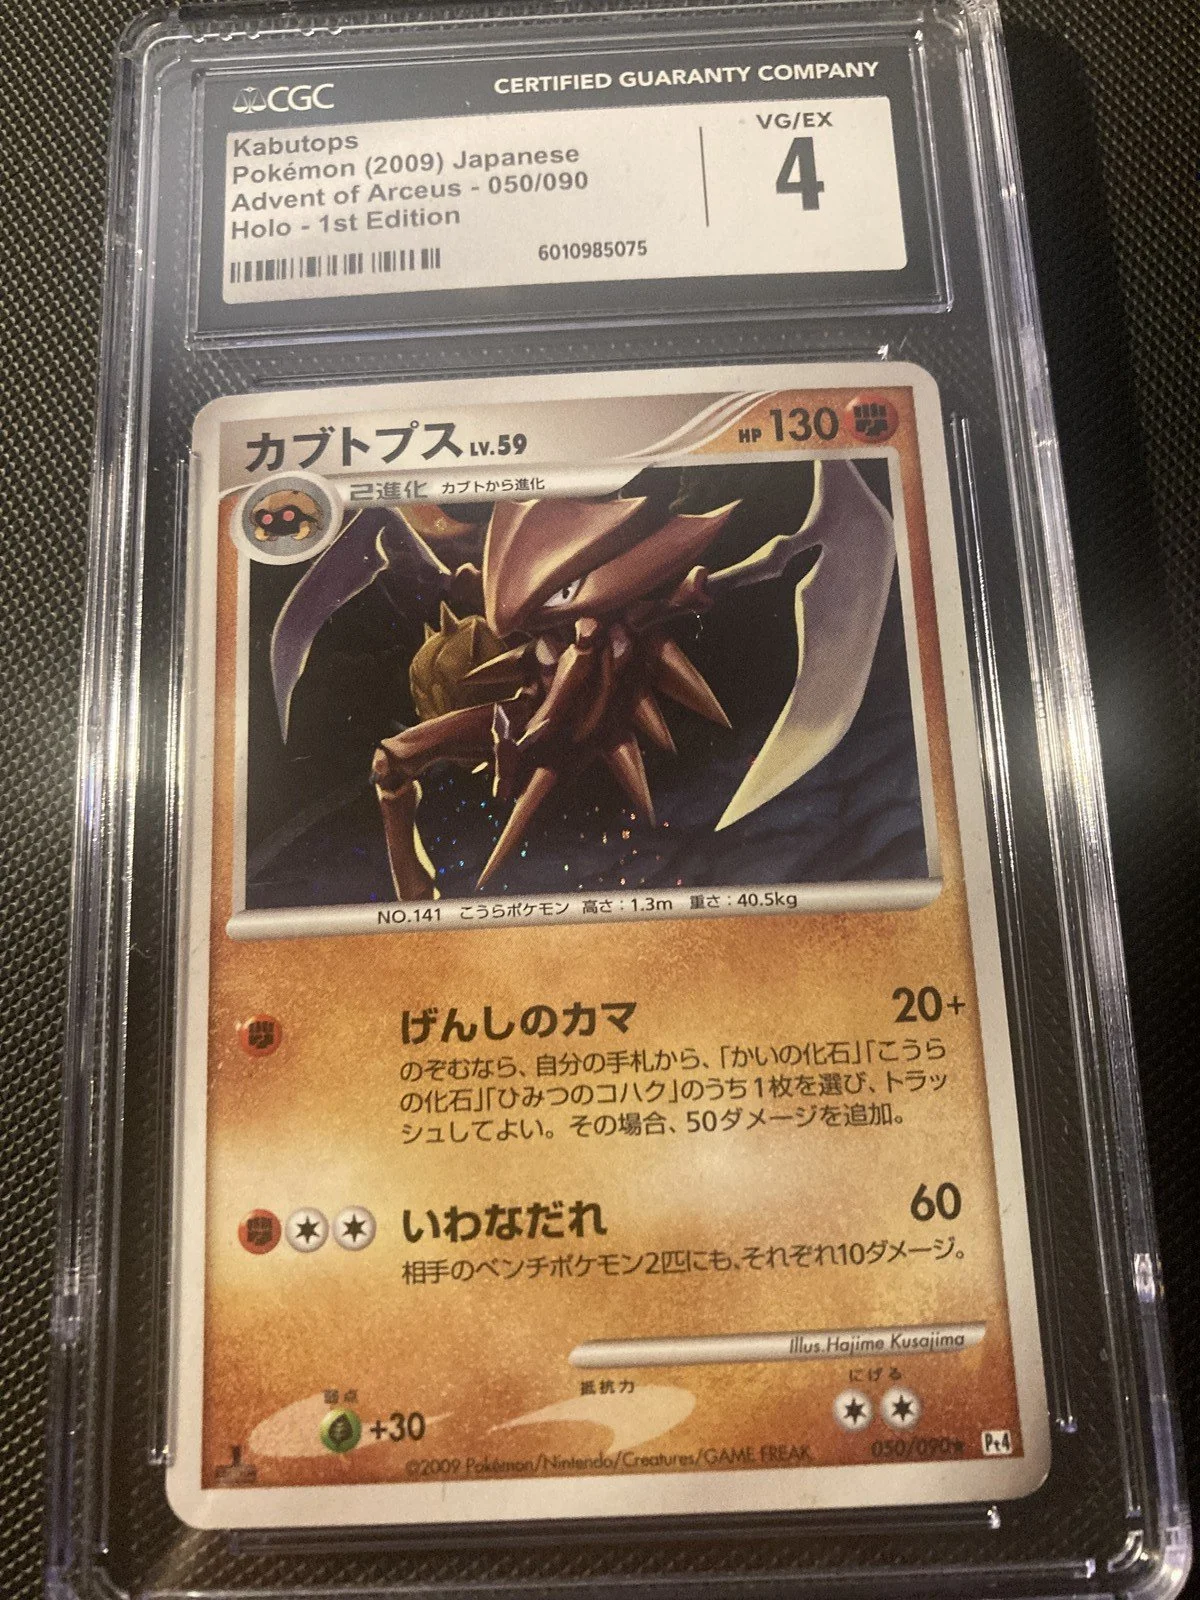 CGC
CERTIFIED GUARANTY COMPANY
Kabutops
Pokémon (2009) Japanese
Advent of Arceus - 050/090
Holo - 1st Edition
6010985075
VG/EX
4
カブトプス LV.59
HP 130
2進化 カブトから進化
NO.141 こうらポケモン 高さ:1.3m 重さ:40.5kg
げんしのカマ 20+
のぞむなら、自分の手札から、「かいの化石」「こうら
の化石」「ひみつのコハク」のうち1枚を選び、トラッ
シュしてよい。その場合、50ダメージを追加。
いわなだれ 60
相手のベンチポケモン2匹にも、それぞれ10ダメージ。
Illus. Hajime Kusajima
弱点 抵抗力 にげる
+30
©2009 Pokémon/Nintendo/Creatures/GAME FREAK.
050/090★ Pt4
1